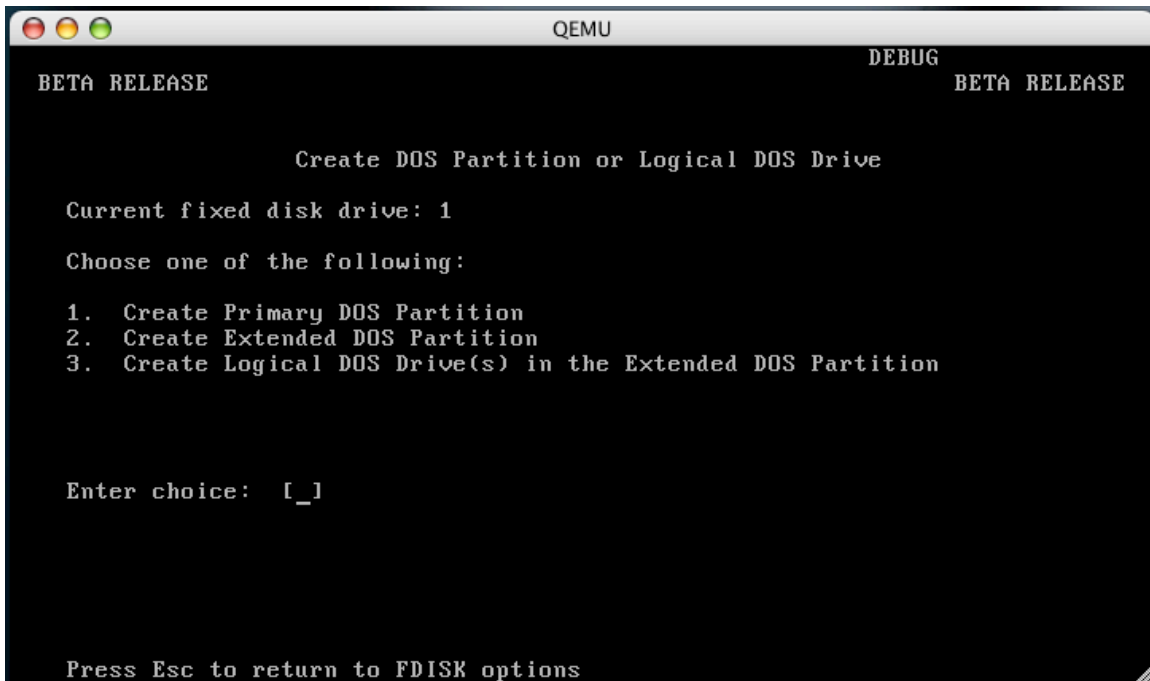 QEMU
DEBUG
BETA RELEASE BETA RELEASE
Create DOS Partition or Logical DOS Drive
Current fixed disk drive: 1
Choose one of the following:
1. Create Primary DOS Partition
2. Create Extended DOS Partition
3. Create Logical DOS Drive(s) in the Extended DOS Partition
Enter choice: [_]
Press Esc to return to FDISK options